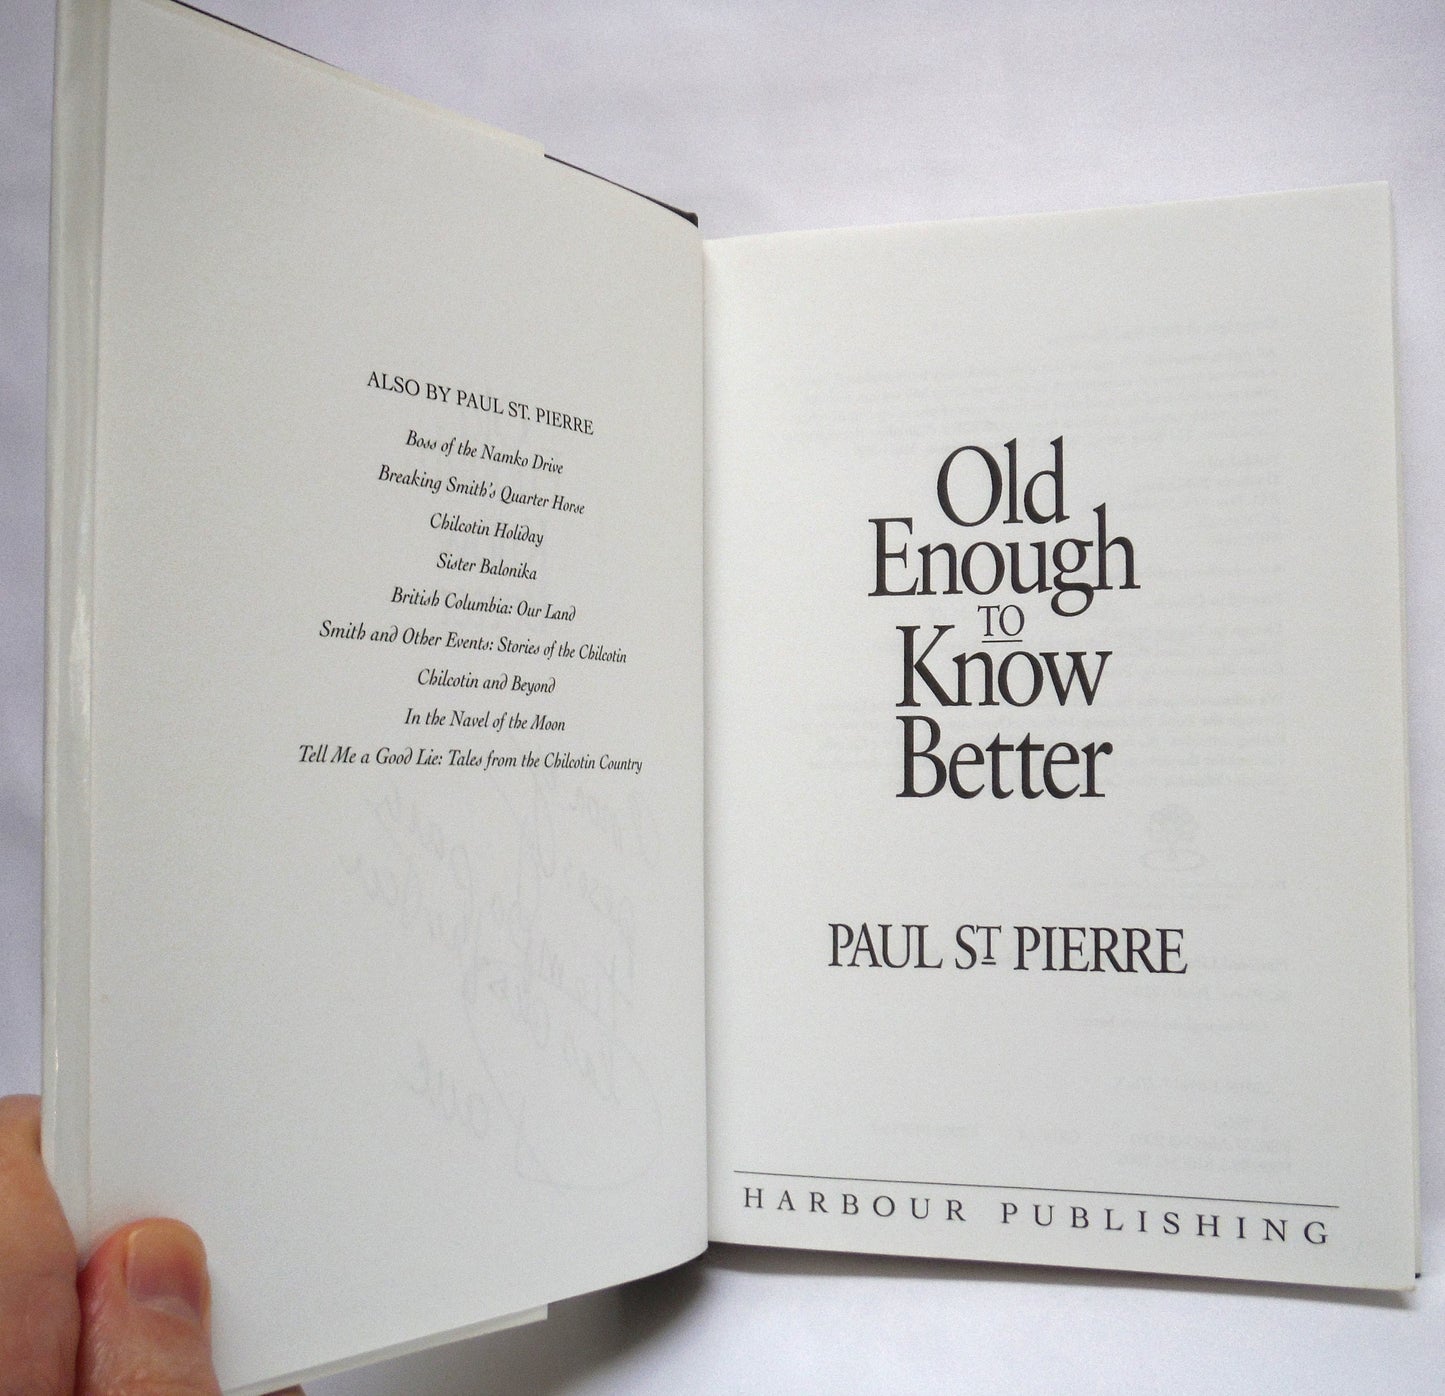 ALSO BY PAUL ST. PIERRE
Boss of the Namko Drive
Breaking Smith's Quarter Horse
Chilcotin Holiday
Sister Balonika
British Columbia: Our Land
Smith and Other Events: Stories of the Chilcotin
Chilcotin and Beyond
In the Navel of the Moon
Tell Me a Good Lie: Tales from the Chilcotin Country
Old
Enough
TO
Know
Better
PAUL ST PIERRE
HARBOUR PUBLISHING